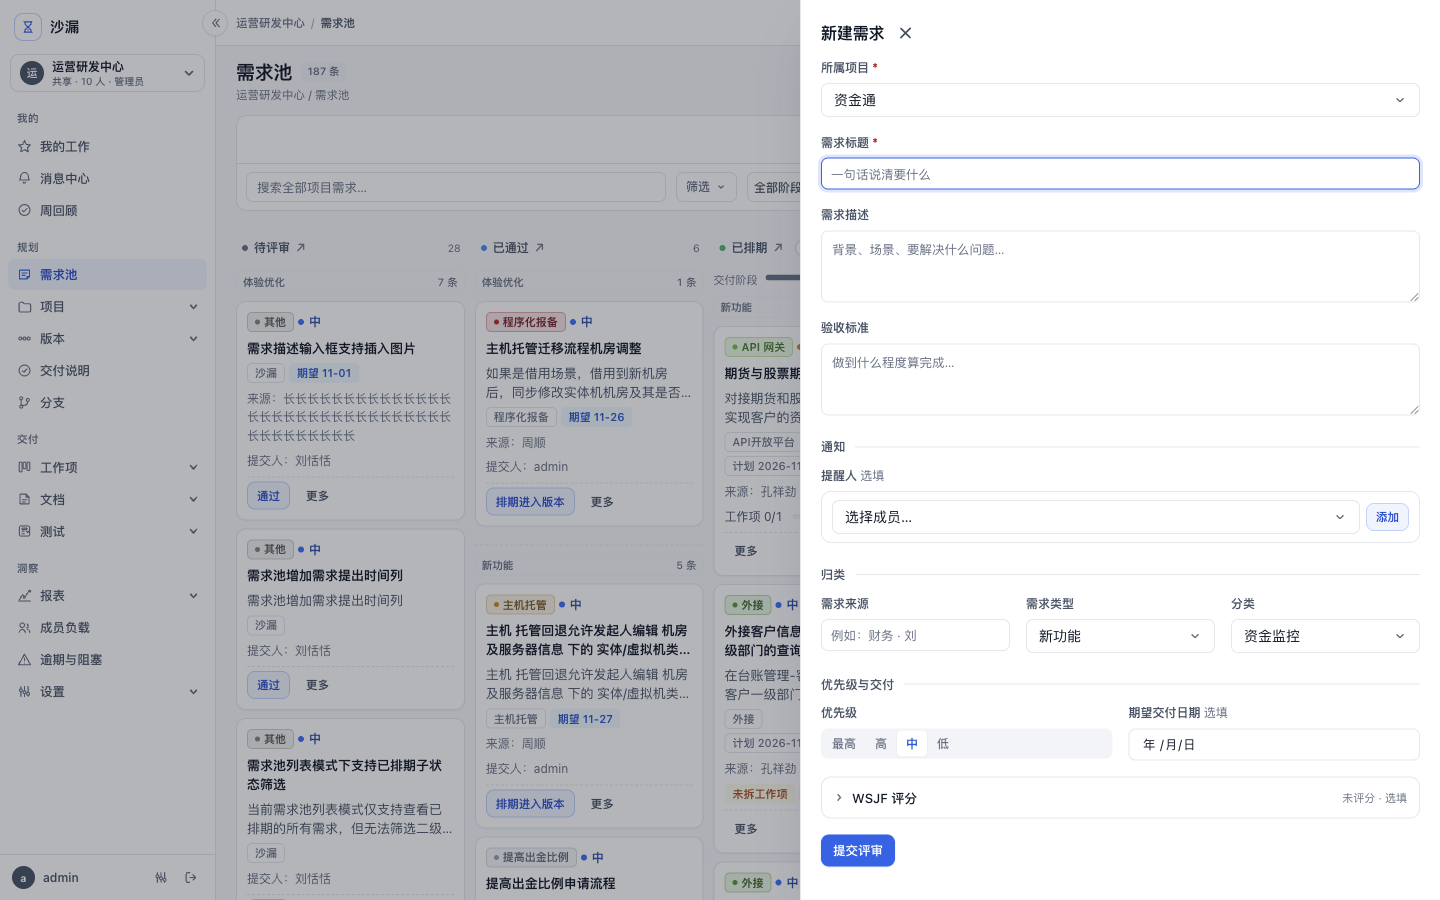 沙漏
运
运营研发中心
共享 · 10 人 · 管理员
我的
我的工作
消息中心
周回顾
规划
需求池
项目
版本
交付说明
分支
交付
工作项
文档
测试
洞察
报表
成员负载
逾期与阻塞
设置
a admin
运营研发中心 / 需求池
需求池 187 条
运营研发中心 / 需求池
搜索全部项目需求...
筛选
全部阶段
待评审 28
体验优化 7 条
其他 中
需求描述输入框支持插入图片
沙漏 期望 11-01
来源：长长长长长长长长长长长长长长长
长长长长长长长长长长长长长长长长长长
长长长长长长长长长
提交人：刘恬恬
通过 更多
其他 中
需求池增加需求提出时间列
需求池增加需求提出时间列
沙漏
提交人：刘恬恬
通过 更多
其他 中
需求池列表模式下支持已排期子状
态筛选
当前需求池列表模式仅支持查看已
排期的所有需求，但无法筛选二级...
沙漏
提交人：刘恬恬
已通过 6
体验优化 1 条
程序化报备 中
主机托管迁移流程机房调整
如果是借用场景，借用到新机房
后，同步修改实体机机房及其是否...
程序化报备 期望 11-26
来源：周顺
提交人：admin
排期进入版本 更多
新功能 5 条
主机托管 中
主机 托管回退允许发起人编辑 机房
及服务器信息 下的 实体/虚拟机类...
主机 托管回退允许发起人编辑 机房
及服务器信息 下的 实体/虚拟机类...
主机托管 期望 11-27
来源：周顺
提交人：admin
排期进入版本 更多
提高出金比例 中
提高出金比例申请流程
已排期
交付阶段
新功能
API 网关
期货与股票期
对接期货和股
实现客户的资
API开放平台
计划 2026-11
来源：孔祥劲
工作项 0/1
更多
外接 中
外接客户信息
级部门的查询
在台账管理-客
客户一级部门
外接
计划 2026-11
来源：孔祥劲
未拆工作项
更多
外接 中
新建需求
所属项目 *
资金通
需求标题 *
一句话说清要什么
需求描述
背景、场景、要解决什么问题...
验收标准
做到什么程度算完成...
通知
提醒人 选填
选择成员... 添加
归类
需求来源 需求类型 分类
例如：财务 · 刘 新功能 资金监控
优先级与交付
优先级 期望交付日期 选填
最高 高 中 低 年 /月/日
WSJF 评分 未评分 · 选填
提交评审